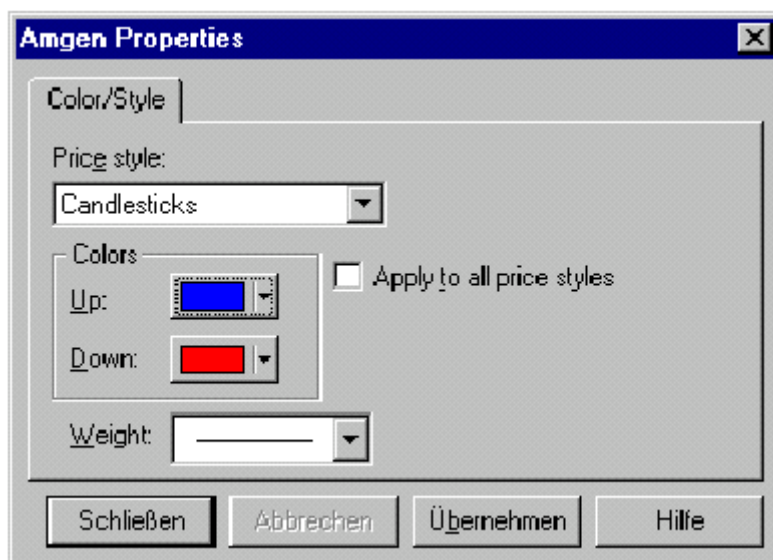 Amgen Properties
Color/Style
Price style:
Candlesticks
Colors
Up:
Apply to all price styles
Down:
Weight:
Schließen Abbrechen Übernehmen Hilfe